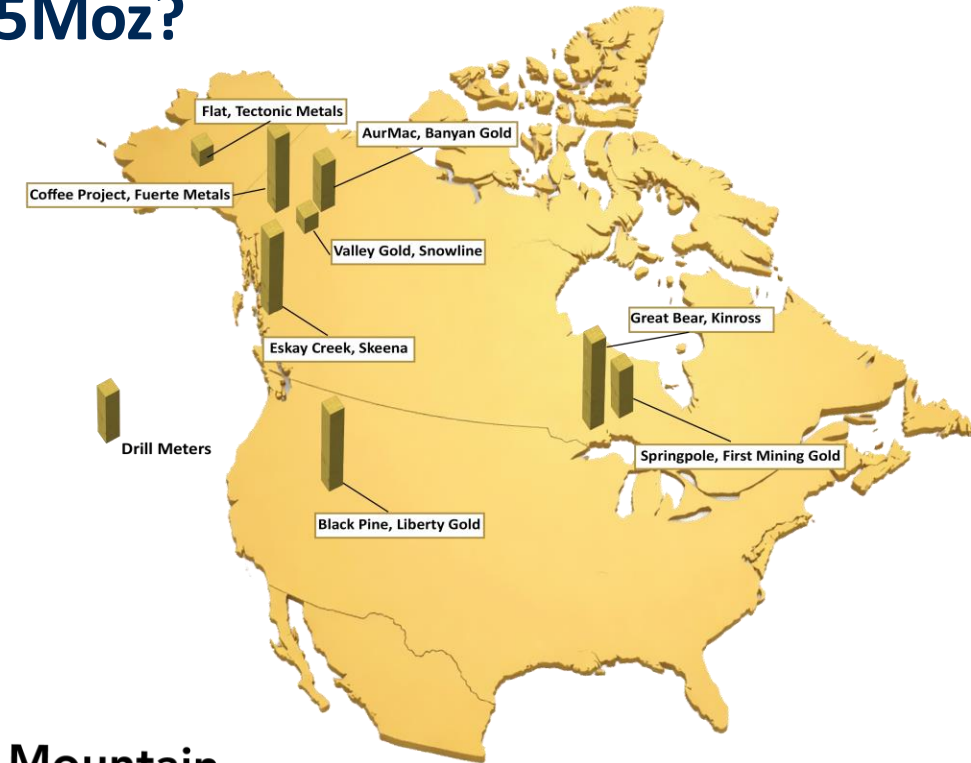 5Moz?
Flat, Tectonic Metals
AurMac, Banyan Gold
Coffee Project, Fuerte Metals
Valley Gold, Snowline
Great Bear, Kinross
Eskay Creek, Skeena
Drill Meters
Springpole, First Mining Gold
Black Pine, Liberty Gold
Mountain